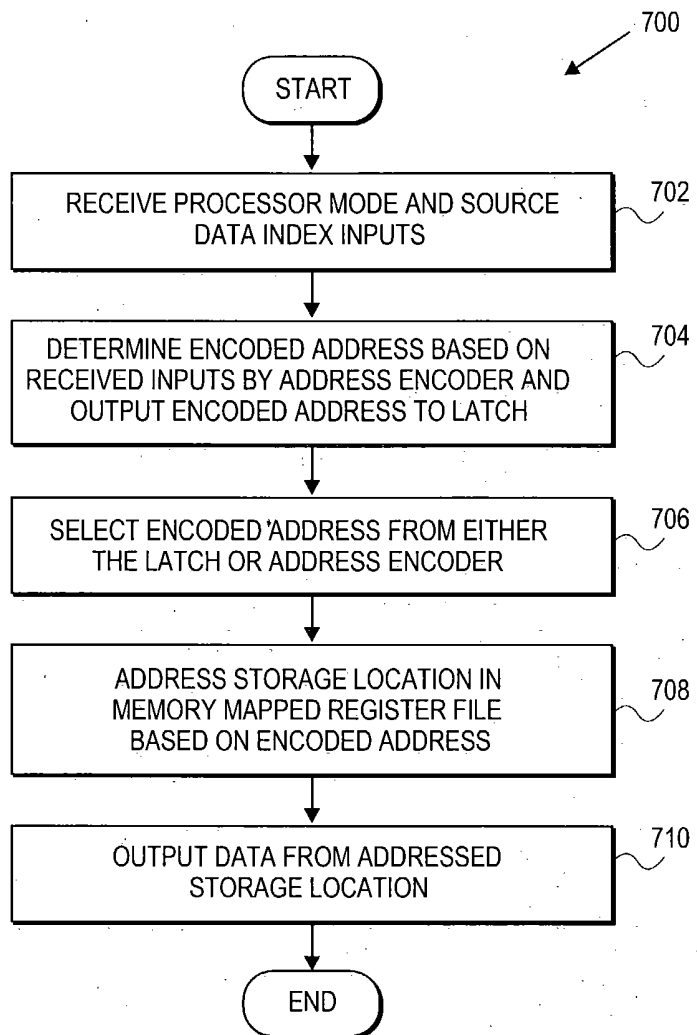 700
START
RECEIVE PROCESSOR MODE AND SOURCE
DATA INDEX INPUTS
702
DETERMINE ENCODED ADDRESS BASED ON
RECEIVED INPUTS BY ADDRESS ENCODER AND
OUTPUT ENCODED ADDRESS TO LATCH
704
SELECT ENCODED ADDRESS FROM EITHER
THE LATCH OR ADDRESS ENCODER
706
ADDRESS STORAGE LOCATION IN
MEMORY MAPPED REGISTER FILE
BASED ON ENCODED ADDRESS
708
OUTPUT DATA FROM ADDRESSED
STORAGE LOCATION
710
END